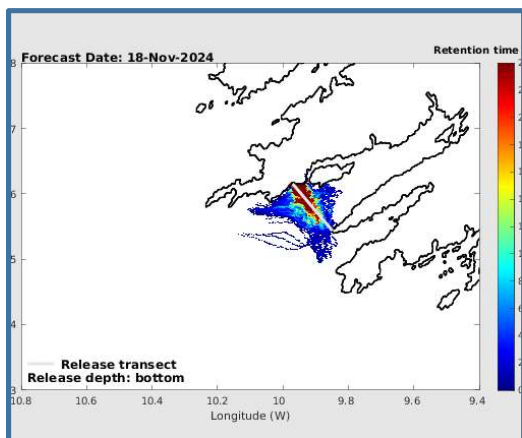 Forecast Date: 18-Nov-2024
Retention time
8
7
6
5
4
3
Release transect
Release depth: bottom
10.8 10.6 10.4 10.2 10 9.8 9.6 9.4
Longitude (W)